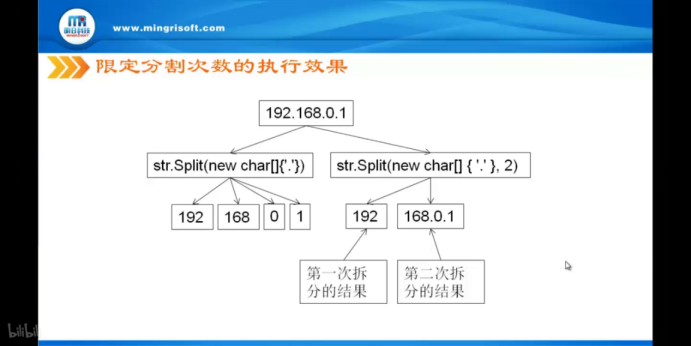 www.mingrisoft.com
限定分割次数的执行效果
192.168.0.1
str.Split(new char[]{'.'})
str.Split(new char[] { '.' }, 2)
192
168
0
1
192
168.0.1
第一次拆
分的结果
第二次拆
分的结果